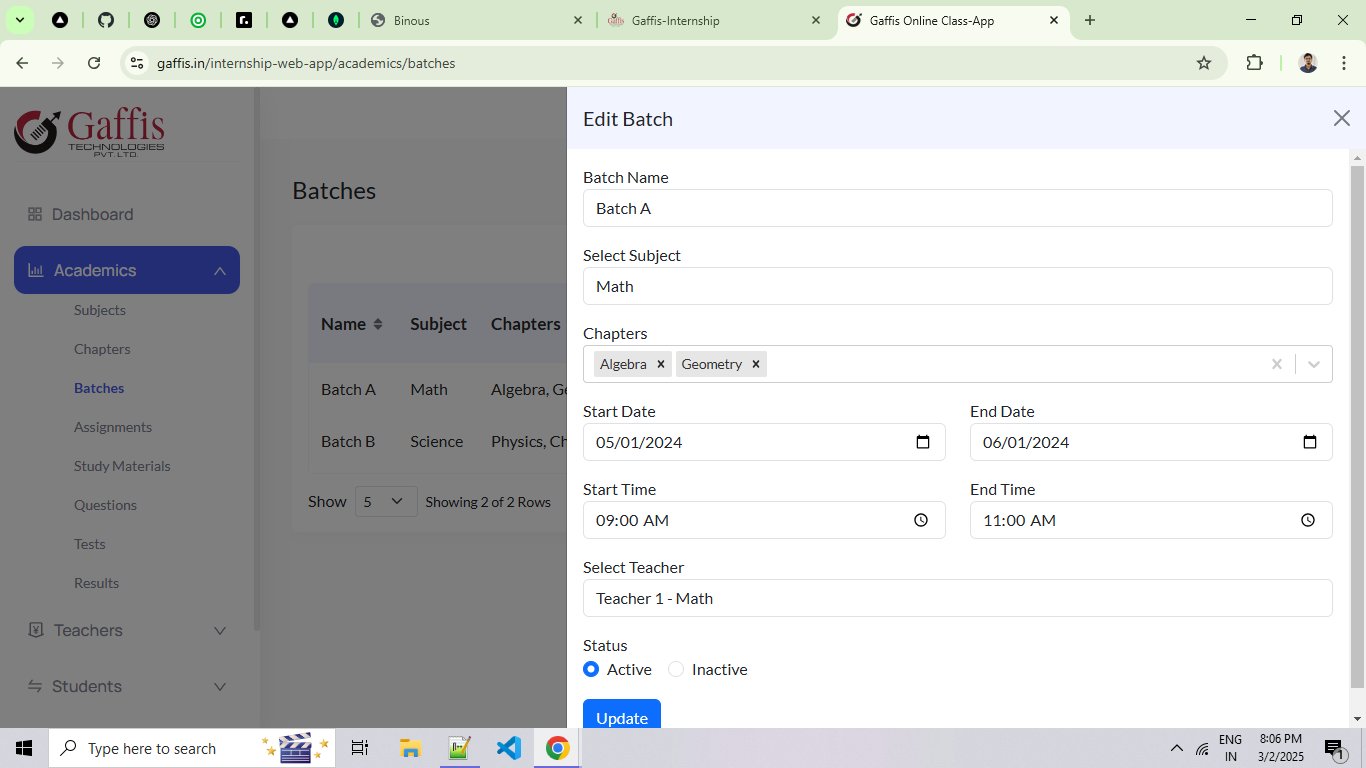 Binous
Gaffis-Internship
Gaffis Online Class-App
gaffis.in/internship-web-app/academics/batches
Gaffis
TECHNOLOGIES
PVT.LTD.
Dashboard
Academics
Subjects
Chapters
Batches
Assignments
Study Materials
Questions
Tests
Results
Teachers
Students
Batches
Name Subject Chapters
Batch A Math Algebra, Ge
Batch B Science Physics, Ch
Show 5 Showing 2 of 2 Rows
Edit Batch
Batch Name
Batch A
Select Subject
Math
Chapters
Algebra Geometry
Start Date End Date
05/01/2024 06/01/2024
Start Time End Time
09:00 AM 11:00 AM
Select Teacher
Teacher 1 - Math
Status
Active Inactive
Update
Type here to search
ENG
IN
8:06 PM
3/2/2025
1